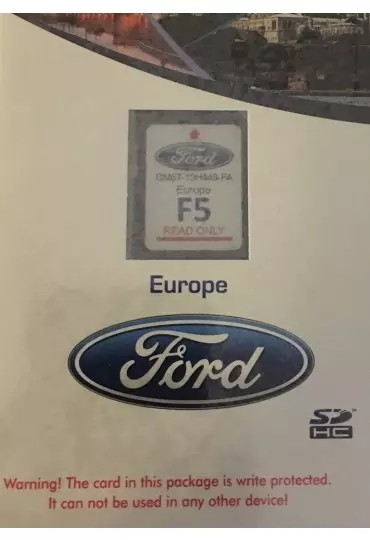 Ford
GM5T-19H449-FA
Europe
F5
READ ONLY
Europe
Ford
SD
HC
Warning! The card in this package is write protected.
It can not be used in any other device!